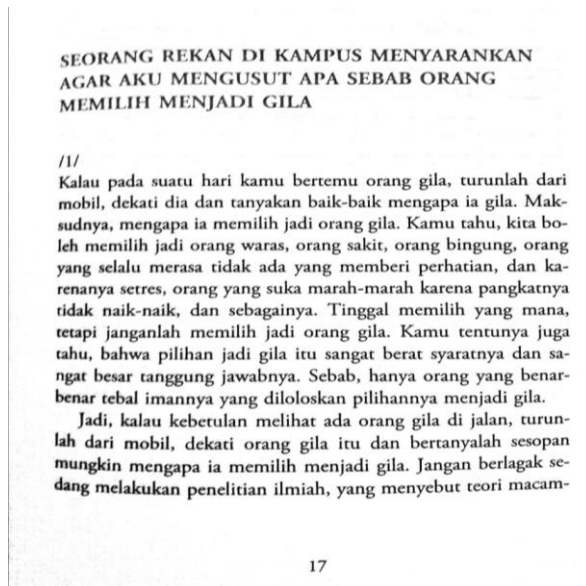 SEORANG REKAN DI KAMPUS MENYARANKAN
AGAR AKU MENGUSUT APA SEBAB ORANG
MEMILIH MENJADI GILA
/1/
Kalau pada suatu hari kamu bertemu orang gila, turunlah dari
mobil, dekati dia dan tanyakan baik-baik mengapa ia gila. Mak-
sudnya, mengapa ia memilih jadi orang gila. Kamu tahu, kita bo-
leh memilih jadi orang waras, orang sakit, orang bingung, orang
yang selalu merasa tidak ada yang memberi perhatian, dan ka-
renanya setres, orang yang suka marah-marah karena pangkatnya
tidak naik-naik, dan sebagainya. Tinggal memilih yang mana,
tetapi janganlah memilih jadi orang gila. Kamu tentunya juga
tahu, bahwa pilihan jadi gila itu sangat berat syaratnya dan sa-
ngat besar tanggung jawabnya. Sebab, hanya orang yang benar-
benar tebal imannya yang diloloskan pilihannya menjadi gila.
Jadi, kalau kebetulan melihat ada orang gila di jalan, turun-
lah dari mobil, dekati orang gila itu dan bertanyalah sesopan
mungkin mengapa ia memilih menjadi gila. Jangan berlagak se-
dang melakukan penelitian ilmiah, yang menyebut teori macam-
17